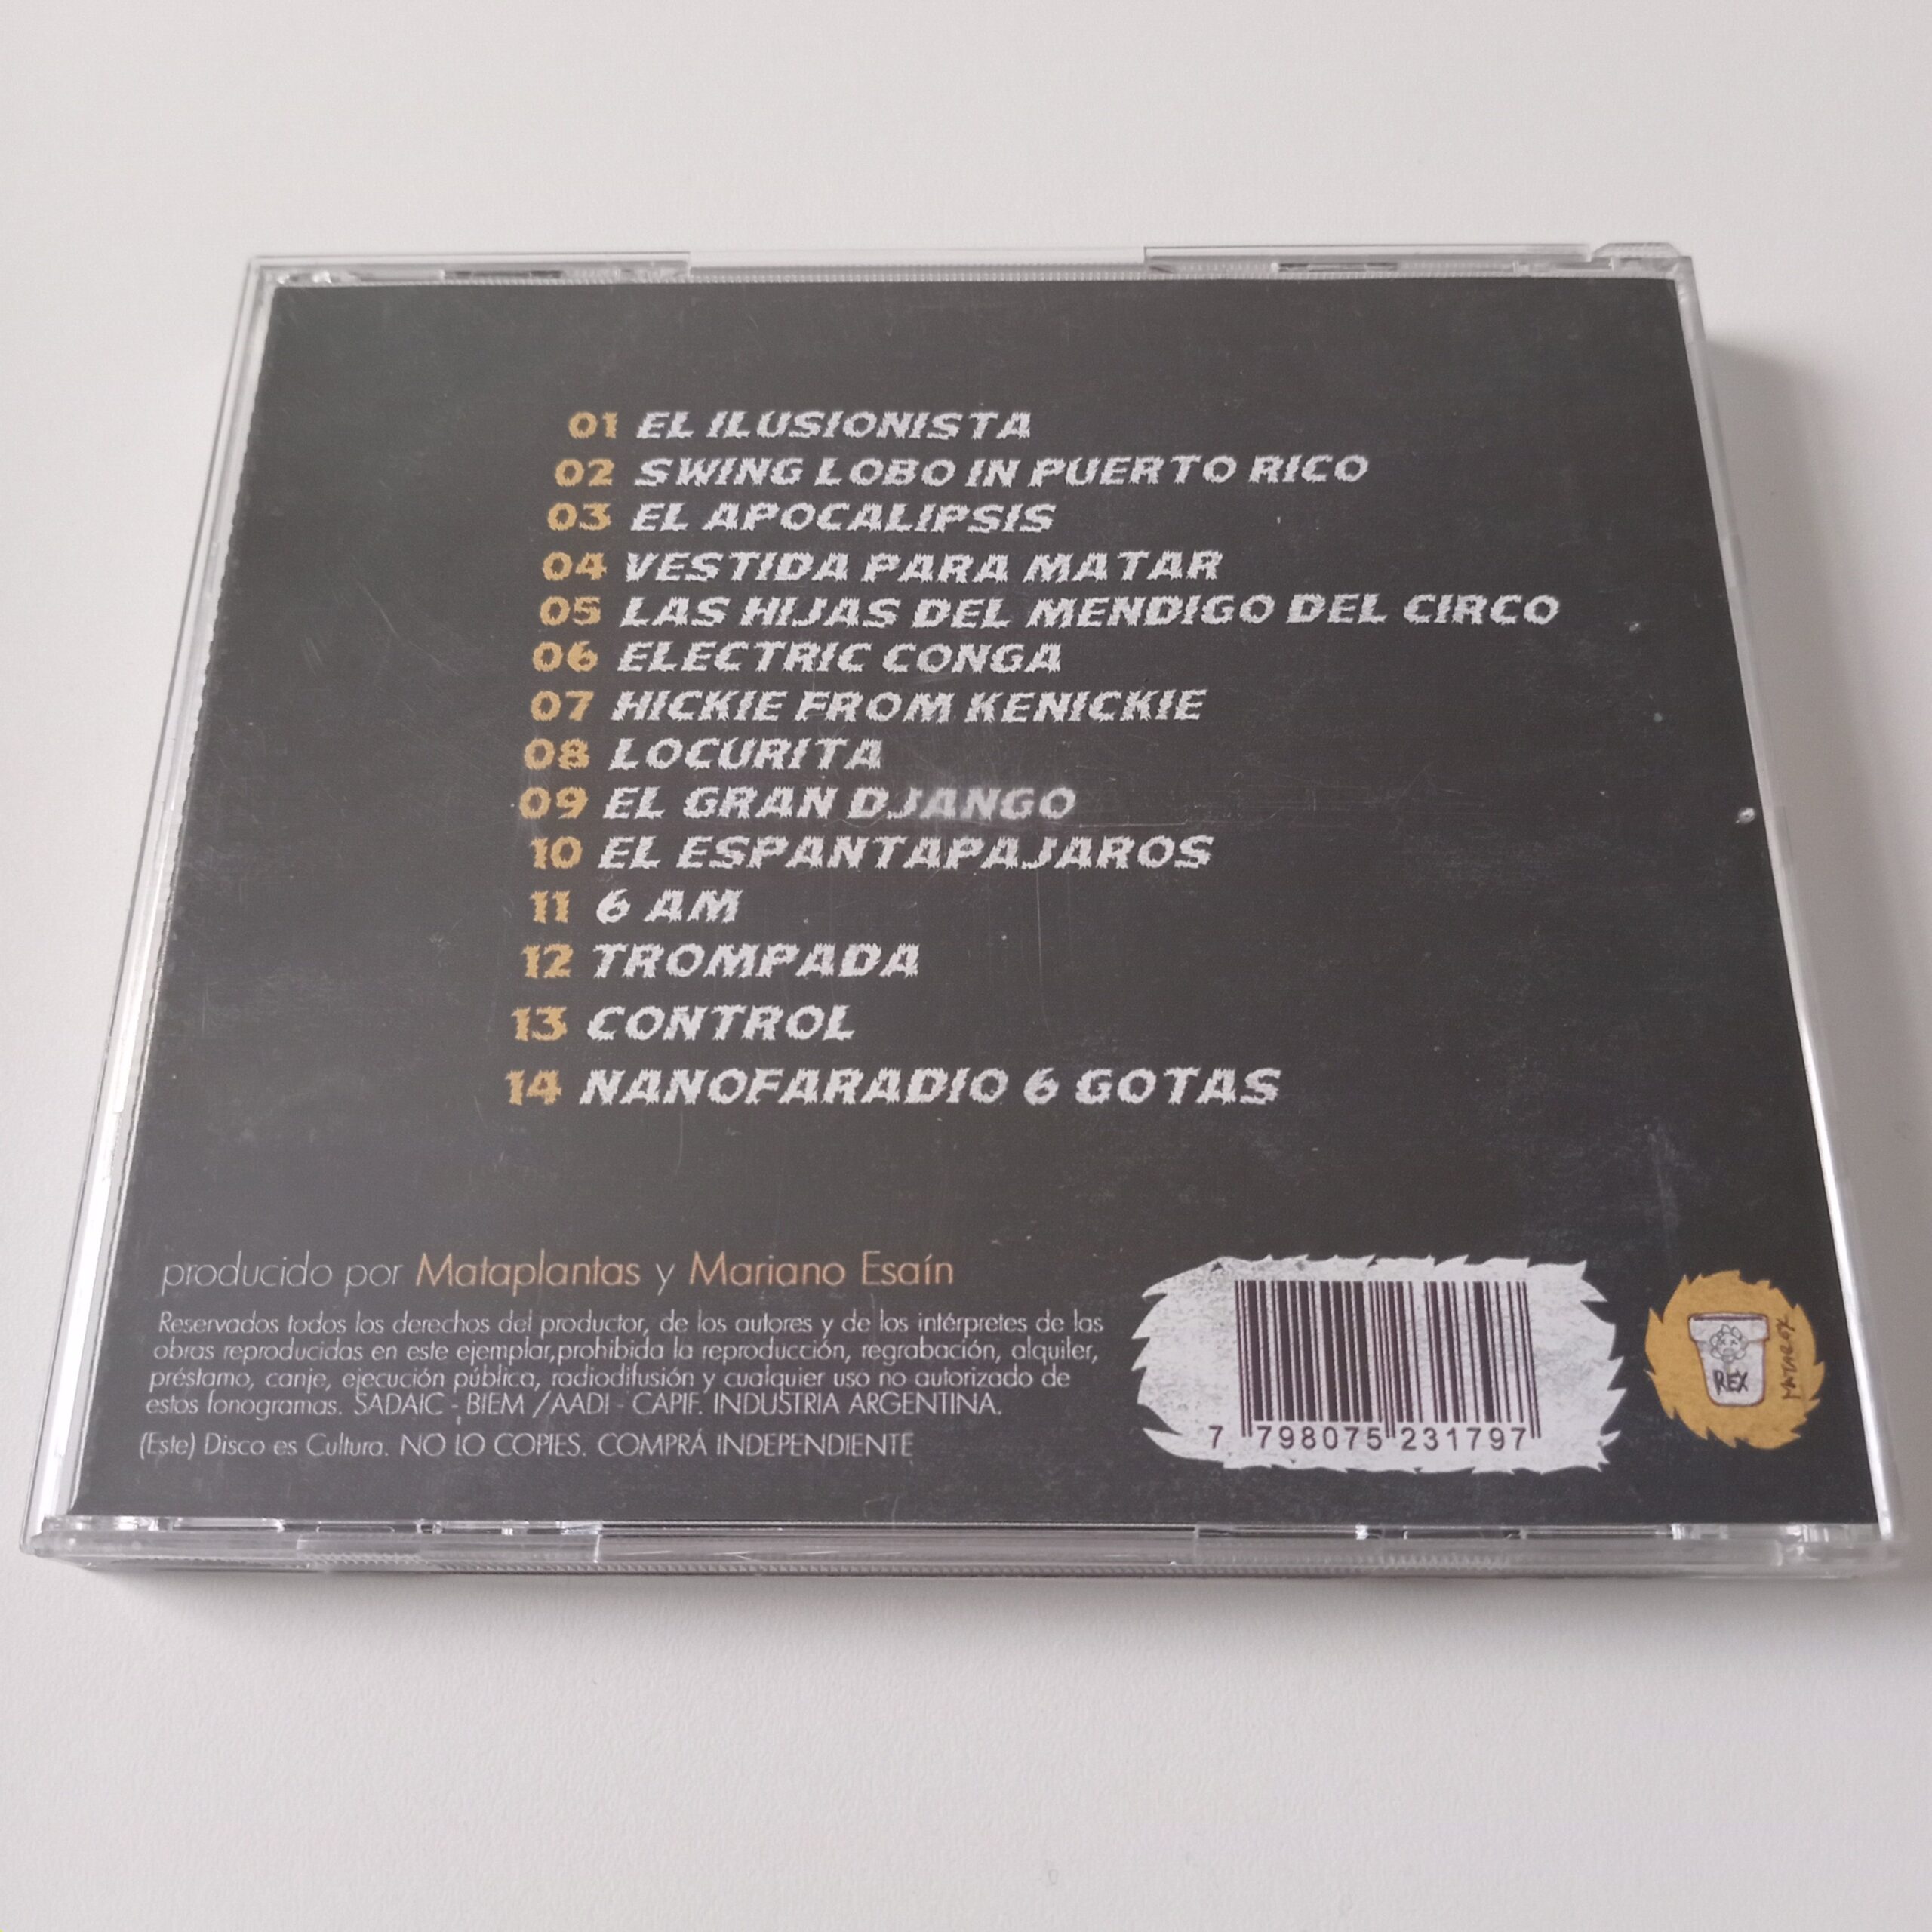 01 EL ILUSIONISTA
02 SWING LOBO IN PUERTO RICO
03 EL APOCALIPSIS
04 VESTIDA PARA MATAR
05 LAS HIJAS DEL MENDIGO DEL CIRCO
06 ELECTRIC CONGA
07 HICKIE FROM KENICKIE
08 LOCURITA
09 EL GRAN DJANGO
10 EL ESPANTAPAJAROS
11 6 AM
12 TROMPADA
13 CONTROL
14 NANOFARADIO 6 GOTAS
producido por Mataplantas y Mariano Esaín
Reservados todos los derechos del productor, de los autores y de los intérpretes de las
obras reproducidas en este ejemplar,prohibida la reproducción, regrabación, alquiler,
préstamo, canje, ejecución pública, radiodifusión y cualquier uso no autorizado de
estos fonogramas. SADAIC - BIEM /AADI - CAPIF. INDUSTRIA ARGENTINA.
(Este) Disco es Cultura. NO LO COPIES. COMPRÁ INDEPENDIENTE
7 798075 231797
REX
MATAREX